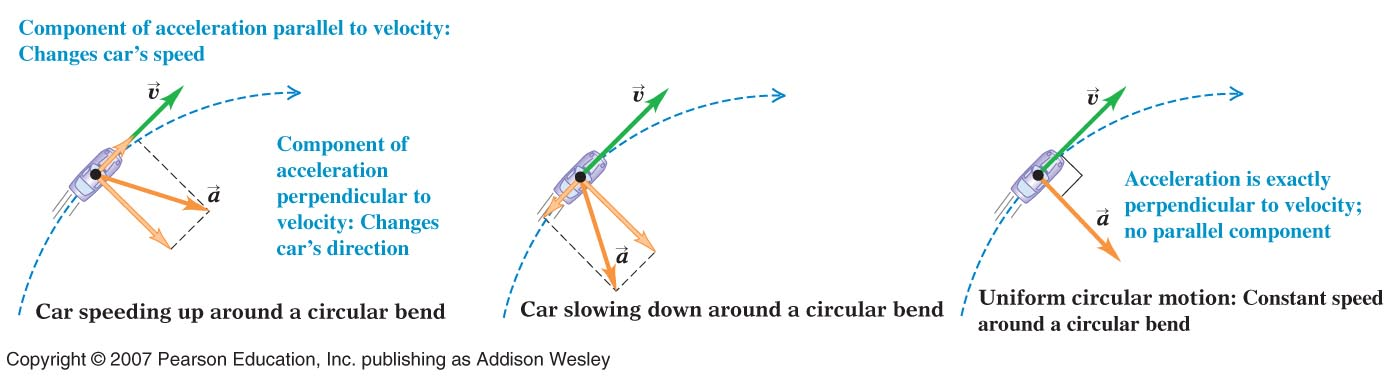 Component of acceleration parallel to velocity:
Changes car's speed
v
a
Component of
acceleration
perpendicular to
velocity: Changes
car's direction
Car speeding up around a circular bend
v
a
Car slowing down around a circular bend
v
a
Acceleration is exactly
perpendicular to velocity;
no parallel component
Uniform circular motion: Constant speed
around a circular bend
Copyright © 2007 Pearson Education, Inc. publishing as Addison Wesley